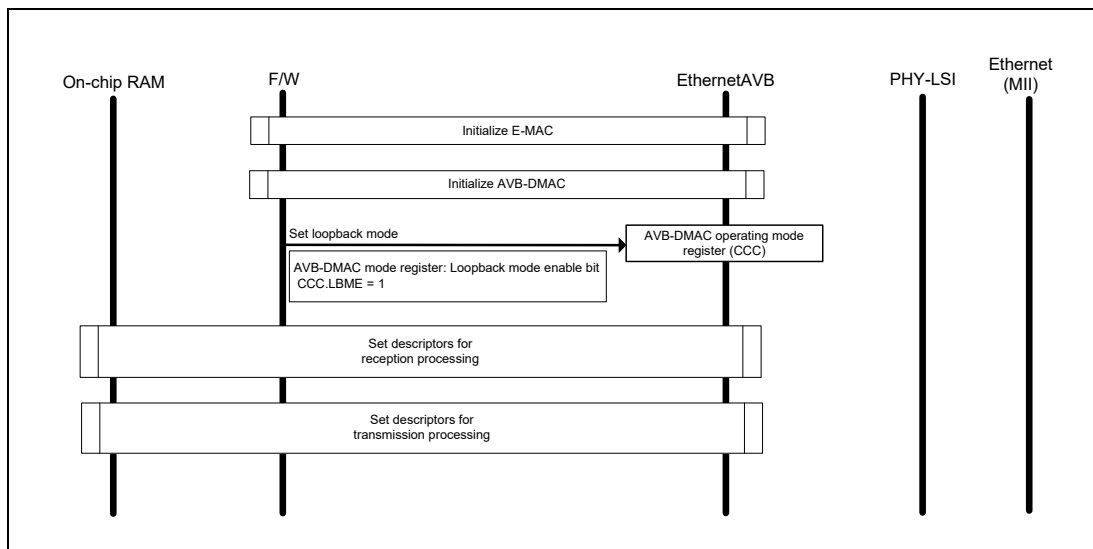 On-chip RAM
F/W
EthernetAVB
PHY-LSI
Ethernet
(MII)
Initialize E-MAC
Initialize AVB-DMAC
Set loopback mode
AVB-DMAC operating mode
register (CCC)
AVB-DMAC mode register: Loopback mode enable bit
CCC.LBME = 1
Set descriptors for
reception processing
Set descriptors for
transmission processing